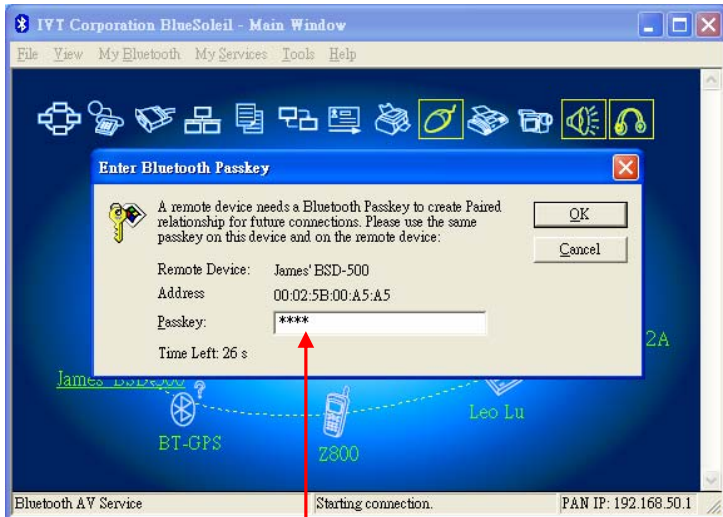 IVT Corporation BlueSoleil - Main Window
File View My Bluetooth My Services Tools Help
Enter Bluetooth Passkey
A remote device needs a Bluetooth Passkey to create Paired
relationship for future connections. Please use the same
passkey on this device and on the remote device:
OK
Cancel
Remote Device: James' BSD-500
Address 00:02:5B:00:A5:A5
Passkey: ****
Time Left: 26 s
2A
James' BSD-500
?
Leo Lu
BT-GPS
Z800
Bluetooth AV Service Starting connection. PAN IP: 192.168.50.1